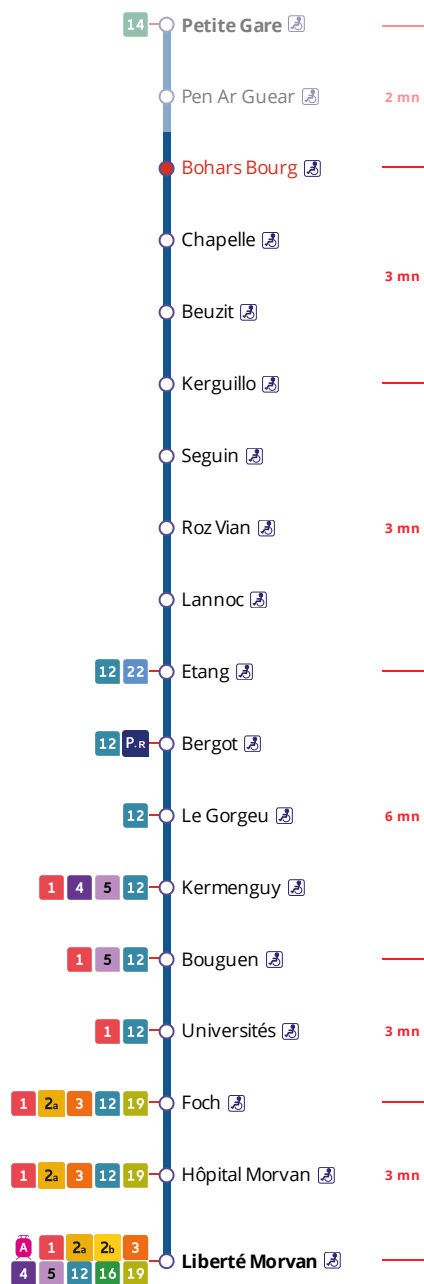 14 Petite Gare
Pen Ar Guear 2 mn
Bohars Bourg
Chapelle
3 mn
Beuzit
Kerguillo
Seguin
Roz Vian 3 mn
Lannoc
12 22 Etang
12 P+R Bergot
12 Le Gorgeu 6 mn
1 4 5 12 Kermenguy
1 5 12 Bouguen
1 12 Universités 3 mn
1 2a 3 12 19 Foch
1 2a 3 12 19 Hôpital Morvan 3 mn
A 1 2a 2b 3
4 5 12 16 19 Liberté Morvan